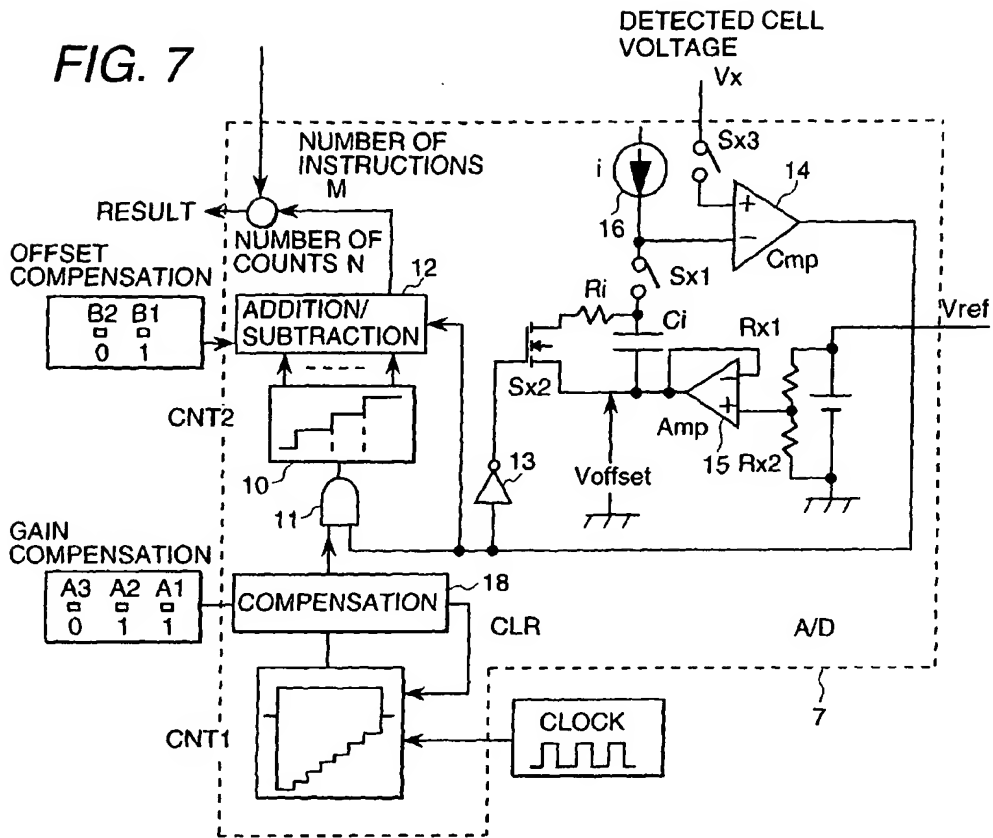 FIG. 7
DETECTED CELL
VOLTAGE
Vx
NUMBER OF
INSTRUCTIONS
M
RESULT
NUMBER OF
COUNTS N
OFFSET
COMPENSATION
B2 B1
0 1
12
ADDITION/
SUBTRACTION
i
16
Sx3
14
+
−
Cmp
Sx1
Ri
Ci
Rx1
Vref
Sx2
−
+
Amp
15
Rx2
CNT2
10
11
13
Voffset
GAIN
COMPENSATION
A3 A2 A1
0 1 1
18
COMPENSATION
CLR
A/D
7
CNT1
CLOCK